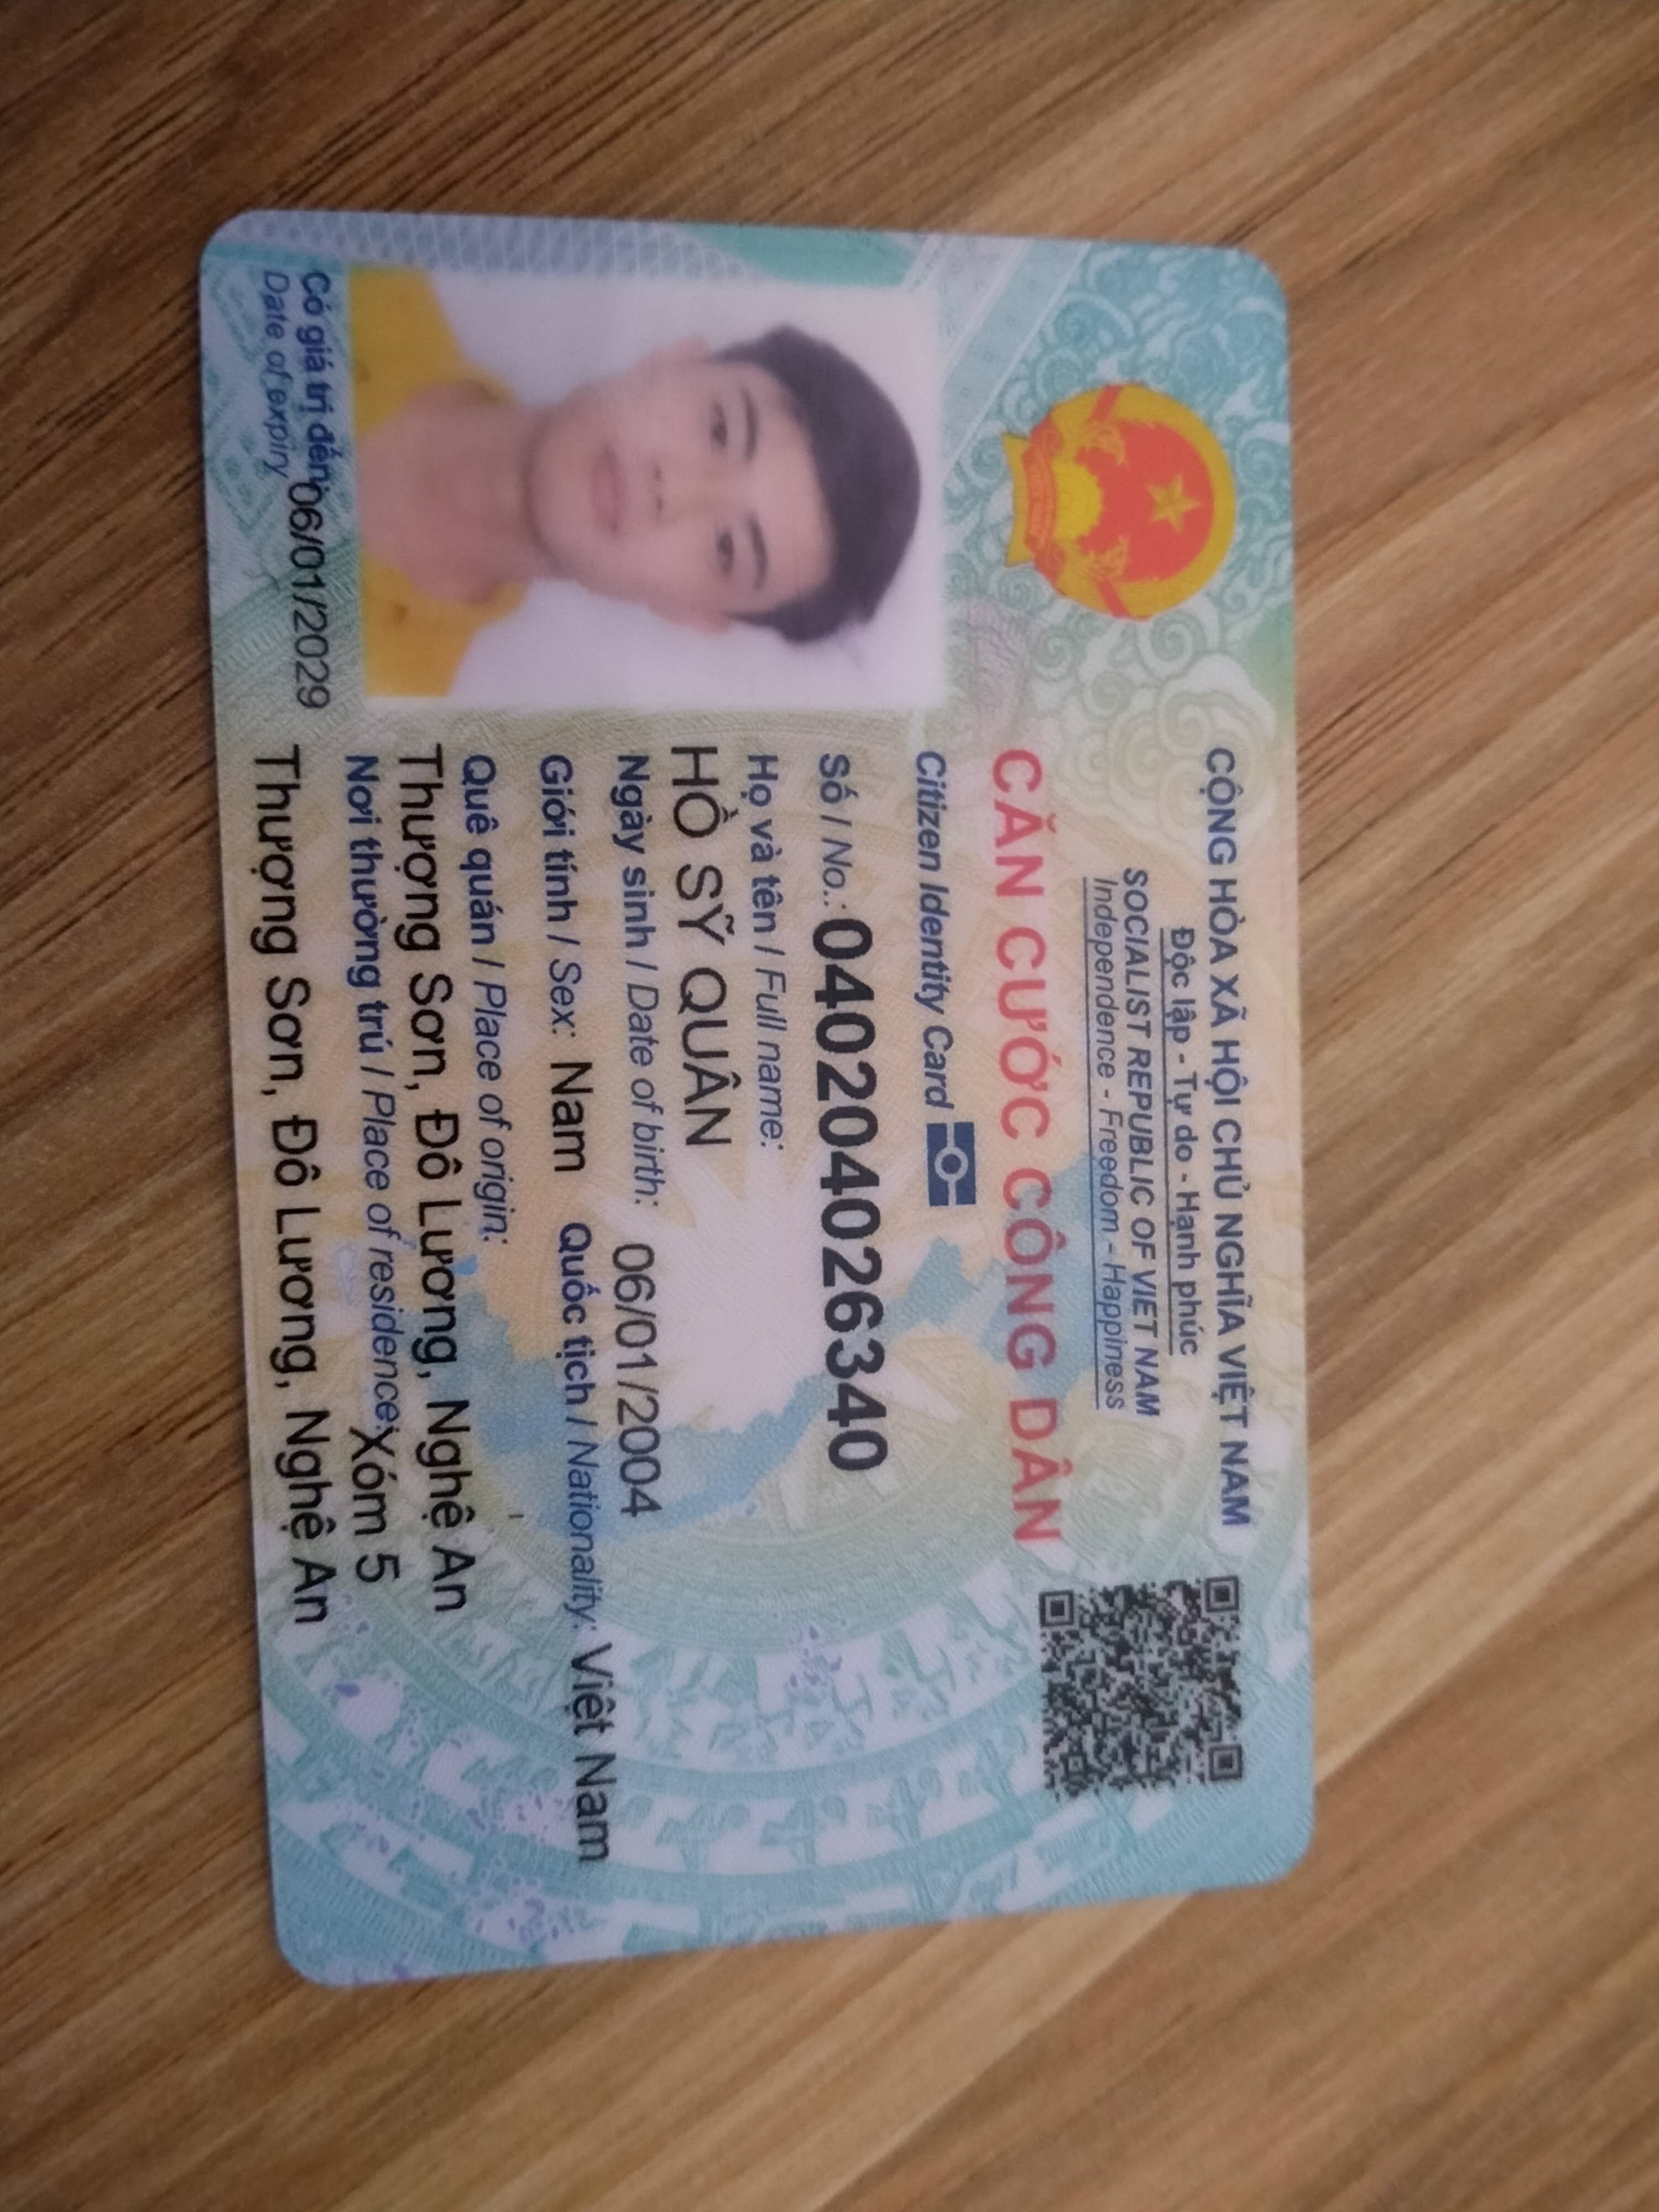 CỘNG HÒA XÃ HỘI CHỦ NGHĨA VIỆT NAM
Độc lập - Tự do - Hạnh phúc
SOCIALIST REPUBLIC OF VIET NAM
Independence - Freedom - Happiness
CĂN CƯỚC CÔNG DÂN
Citizen Identity Card
Số / No.: 040204026340
Họ và tên / Full name:
HỒ SỸ QUÂN
Ngày sinh / Date of birth: 06/01/2004
Giới tính / Sex: Nam Quốc tịch / Nationality: Việt Nam
Quê quán / Place of origin:
Thượng Sơn, Đô Lương, Nghệ An
Nơi thường trú / Place of residence: Xóm 5
Thượng Sơn, Đô Lương, Nghệ An
Có giá trị đến: 06/01/2029
Date of expiry